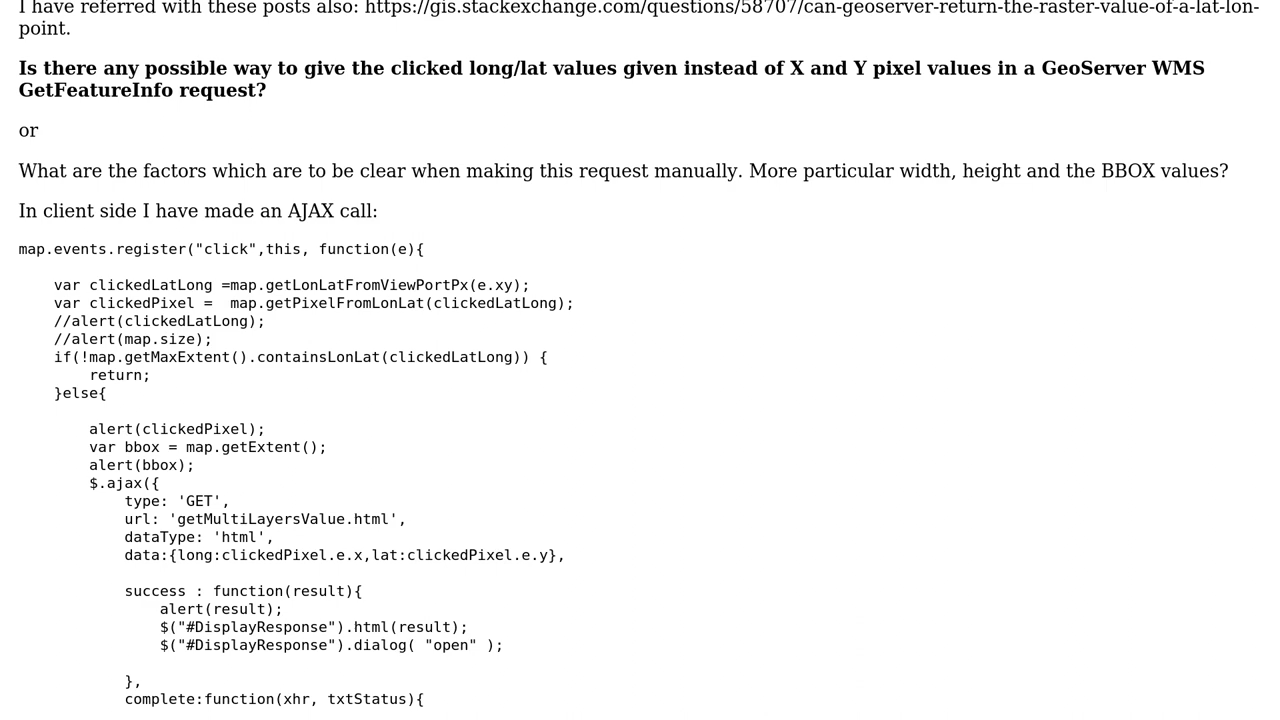 I have referred with these posts also: https://gis.stackexchange.com/questions/58707/can-geoserver-return-the-raster-value-of-a-lat-lon-
point.
Is there any possible way to give the clicked long/lat values given instead of X and Y pixel values in a GeoServer WMS
GetFeatureInfo request?
or
What are the factors which are to be clear when making this request manually. More particular width, height and the BBOX values?
In client side I have made an AJAX call:
map.events.register("click",this, function(e){
    var clickedLatLong =map.getLonLatFromViewPortPx(e.xy);
    var clickedPixel =  map.getPixelFromLonLat(clickedLatLong);
    //alert(clickedLatLong);
    //alert(map.size);
    if(!map.getMaxExtent().containsLonLat(clickedLatLong)) {
        return;
    }else{
        alert(clickedPixel);
        var bbox = map.getExtent();
        alert(bbox);
        $.ajax({
            type: 'GET',
            url: 'getMultiLayersValue.html',
            dataType: 'html',
            data:{long:clickedPixel.e.x,lat:clickedPixel.e.y},
            success : function(result){
                alert(result);
                $("#DisplayResponse").html(result);
                $("#DisplayResponse").dialog( "open" );
            },
            complete:function(xhr, txtStatus){